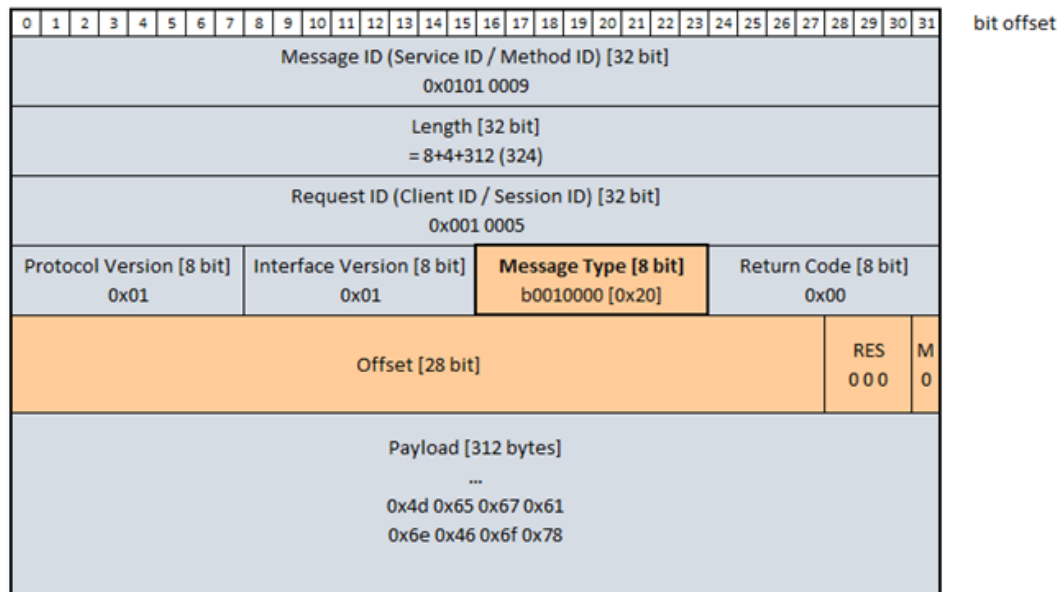 0 1 2 3 4 5 6 7 8 9 10 11 12 13 14 15 16 17 18 19 20 21 22 23 24 25 26 27 28 29 30 31 bit offset
Message ID (Service ID / Method ID) [32 bit]
0x0101 0009
Length [32 bit]
= 8+4+312 (324)
Request ID (Client ID / Session ID) [32 bit]
0x001 0005
Protocol Version [8 bit] Interface Version [8 bit] Message Type [8 bit] Return Code [8 bit]
0x01 0x01 b0010000 [0x20] 0x00
Offset [28 bit]
RES M
0 0 0 0
Payload [312 bytes]
...
0x4d 0x65 0x67 0x61
0x6e 0x46 0x6f 0x78